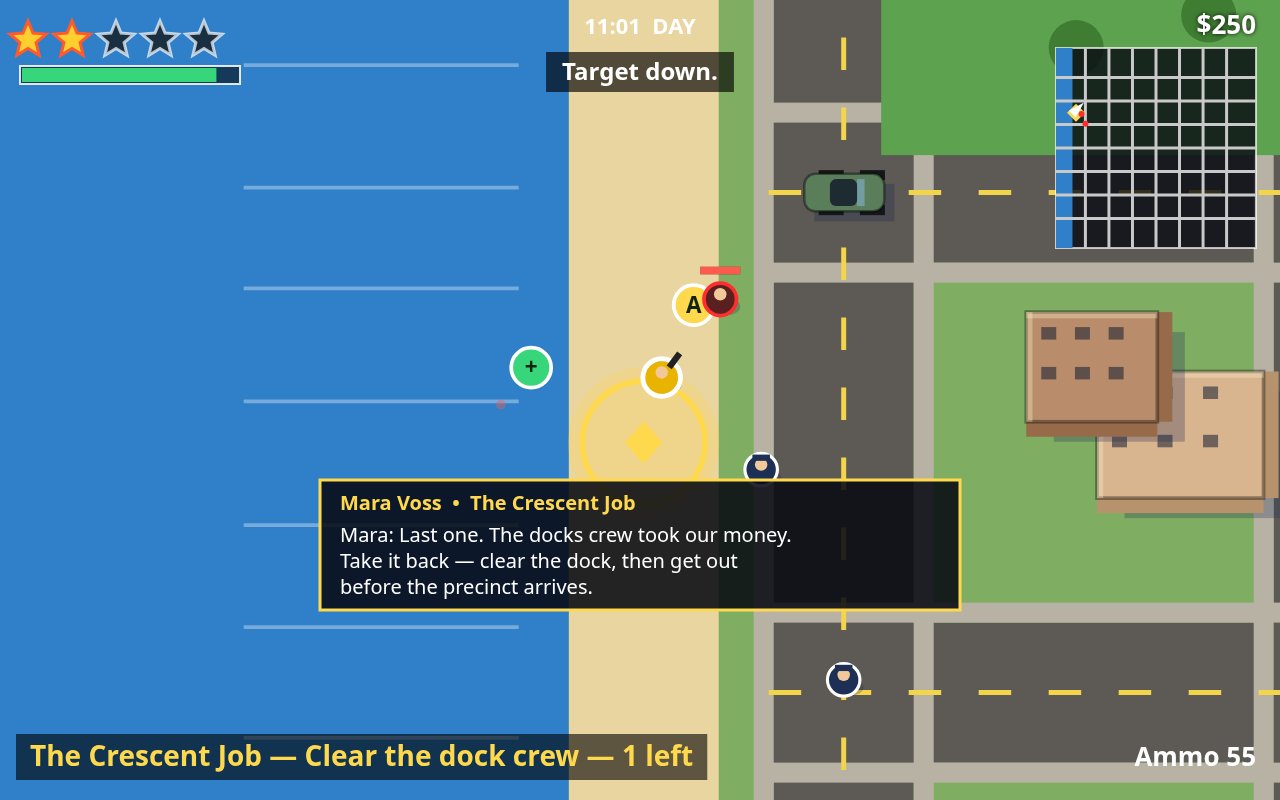 11:01 DAY
$250
Target down.
A
+
Mara Voss • The Crescent Job
Mara: Last one. The docks crew took our money.
Take it back — clear the dock, then get out
before the precinct arrives.
The Crescent Job — Clear the dock crew — 1 left
Ammo 55